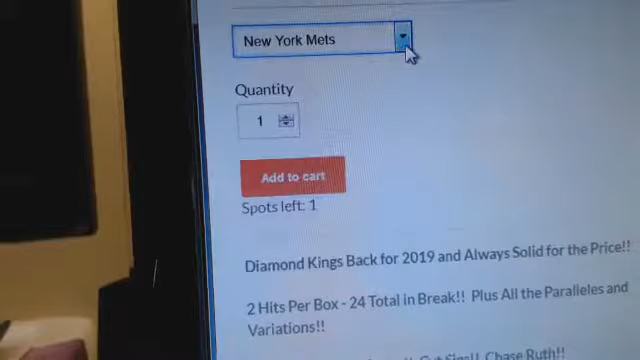 New York Mets
Quantity
1
Add to cart
Spots left: 1
Diamond Kings Back for 2019 and Always Solid for the Price!!
2 Hits Per Box - 24 Total in Break!! Plus All the Paralleles and
Variations!!
Chase Ruth!!